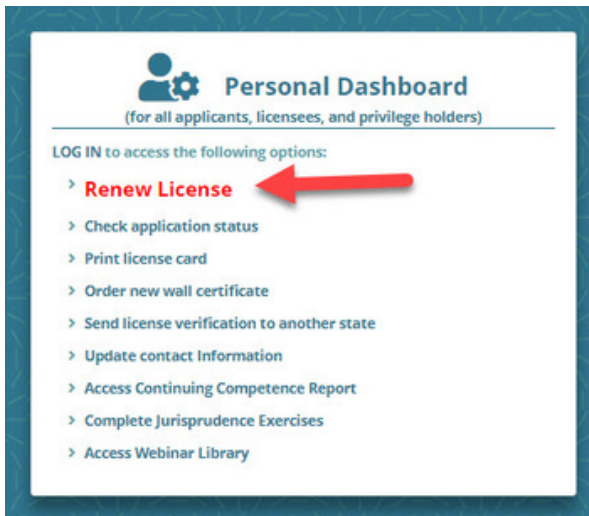 Personal Dashboard
(for all applicants, licensees, and privilege holders)
LOG IN to access the following options:
Renew License
Check application status
Print license card
Order new wall certificate
Send license verification to another state
Update contact Information
Access Continuing Competence Report
Complete Jurisprudence Exercises
Access Webinar Library